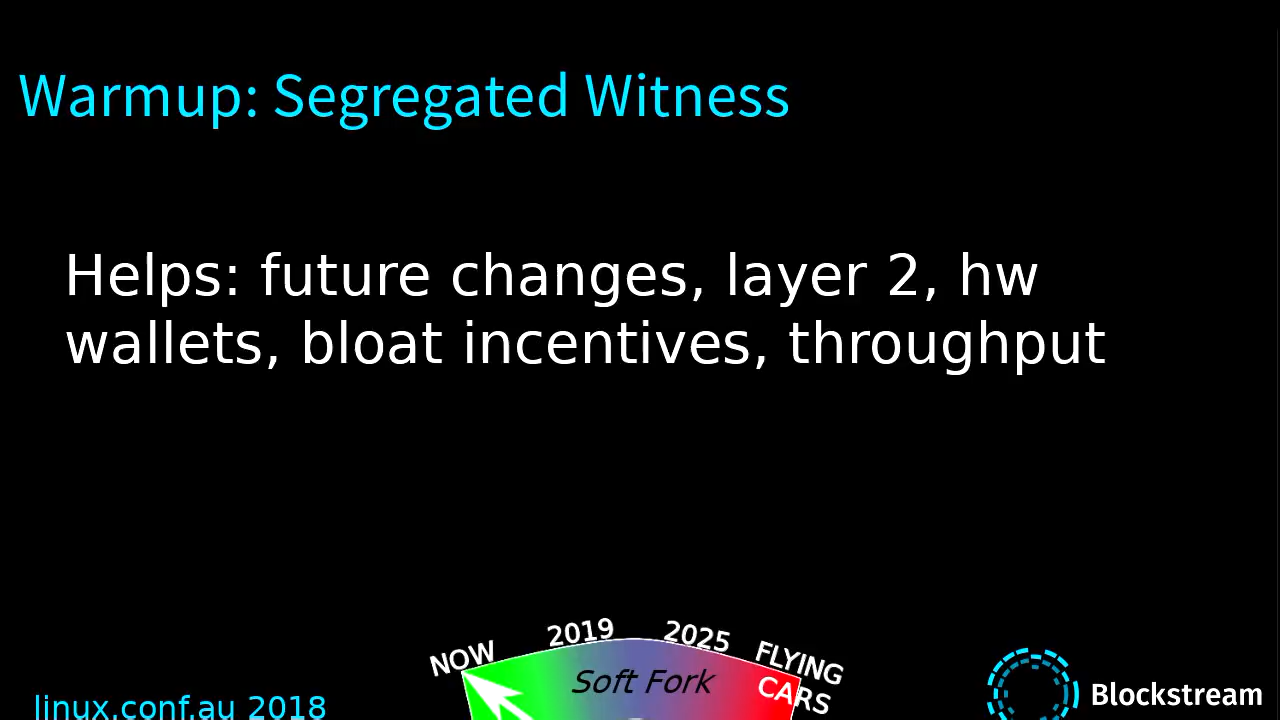 Warmup: Segregated Witness
Helps: future changes, layer 2, hw
wallets, bloat incentives, throughput
NOW
2019
2025
FLYING
CARS
Soft Fork
linux.conf.au 2018
Blockstream